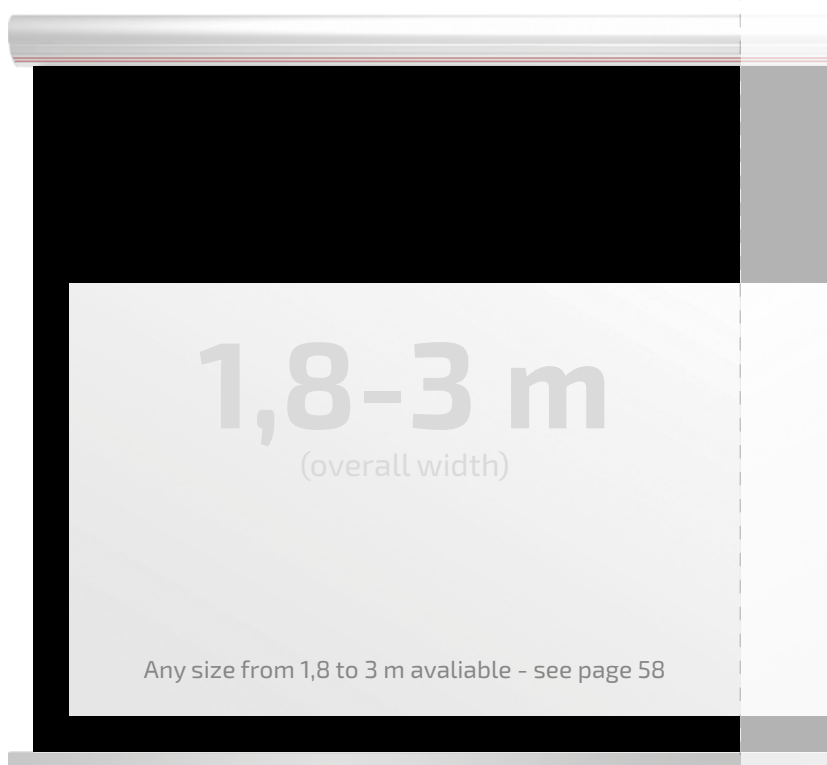 1,8-3 m
(overall width)
Any size from 1,8 to 3 m avaliable - see page 58